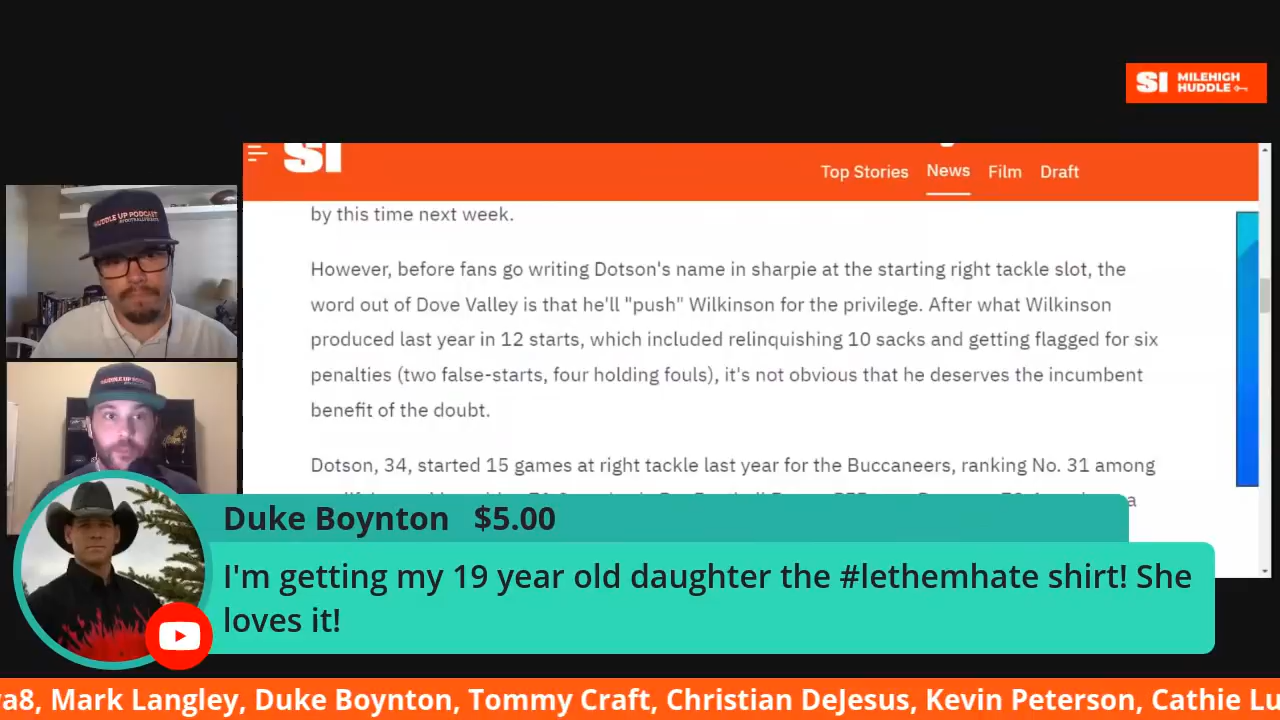 SI MILEHIGH
HUDDLE
SI
Top Stories News Film Draft
by this time next week.
However, before fans go writing Dotson's name in sharpie at the starting right tackle slot, the
word out of Dove Valley is that he'll "push" Wilkinson for the privilege. After what Wilkinson
produced last year in 12 starts, which included relinquishing 10 sacks and getting flagged for six
penalties (two false-starts, four holding fouls), it's not obvious that he deserves the incumbent
benefit of the doubt.
Dotson, 34, started 15 games at right tackle last year for the Buccaneers, ranking No. 31 among
a
HUDDLE UP PODCAST
Duke Boynton $5.00
I'm getting my 19 year old daughter the #lethemhate shirt! She
loves it!
va8, Mark Langley, Duke Boynton, Tommy Craft, Christian DeJesus, Kevin Peterson, Cathie Lu